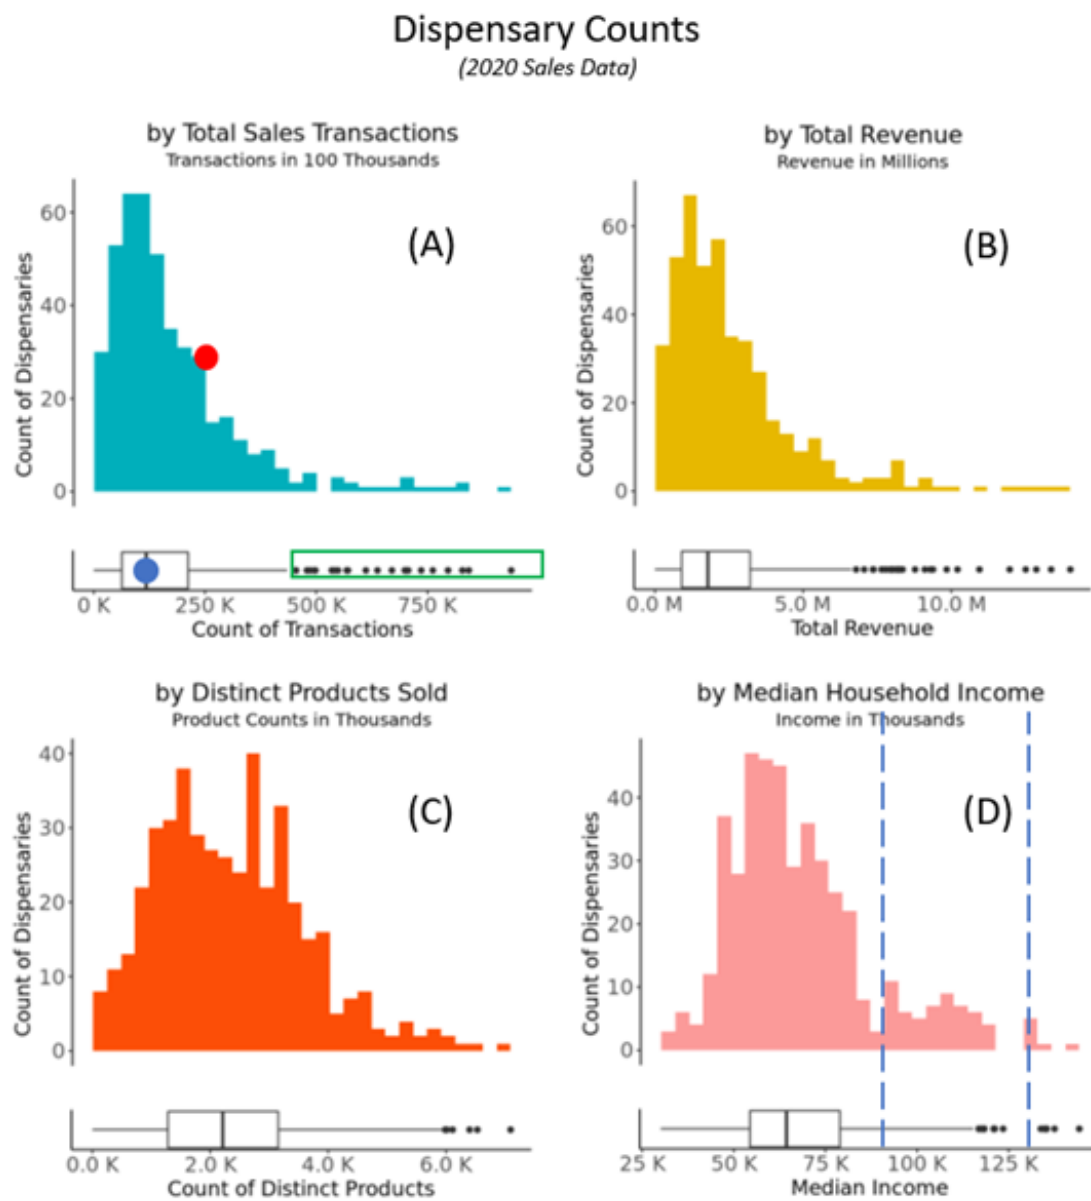 Dispensary Counts
(2020 Sales Data)
by Total Sales Transactions
Transactions in 100 Thousands
(A)
Count of Dispensaries
60
40
20
0
0 K
250 K
500 K
750 K
Count of Transactions
by Total Revenue
Revenue in Millions
(B)
Count of Dispensaries
60
40
20
0
0.0 M
5.0 M
10.0 M
Total Revenue
by Distinct Products Sold
Product Counts in Thousands
(C)
Count of Dispensaries
40
30
20
10
0
0.0 K
2.0 K
4.0 K
6.0 K
Count of Distinct Products
by Median Household Income
Income in Thousands
(D)
Count of Dispensaries
40
30
20
10
0
25 K
50 K
75 K
100 K
125 K
Median Income